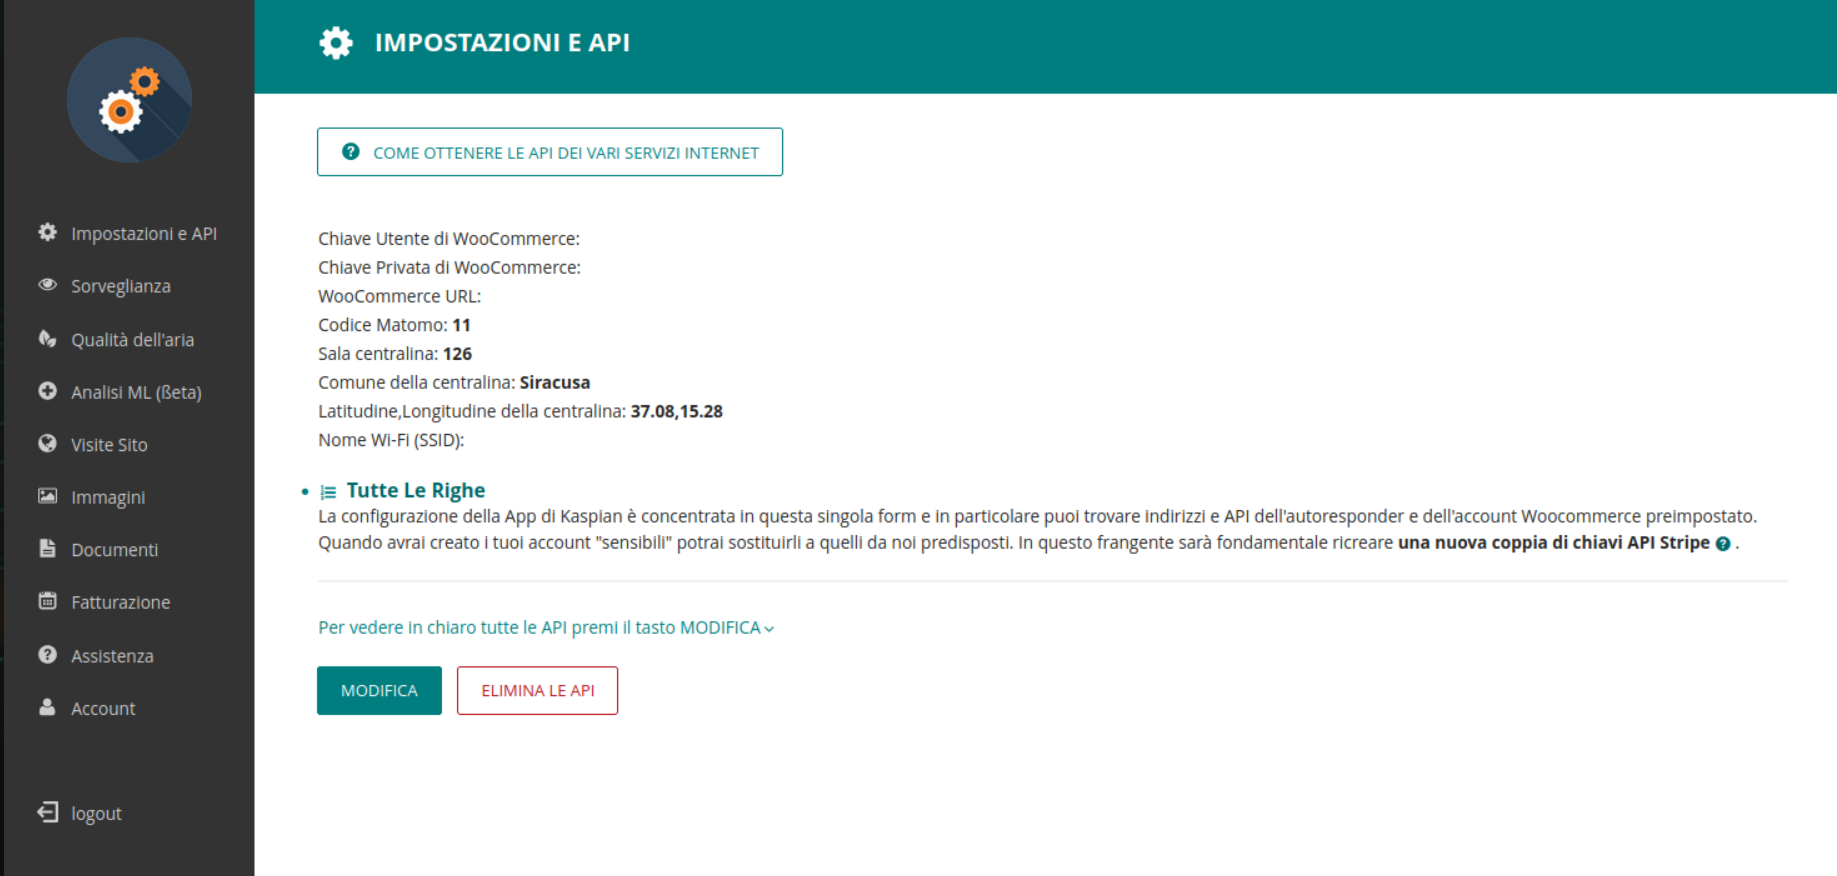 IMPOSTAZIONI E API
COME OTTENERE LE API DEI VARI SERVIZI INTERNET
Impostazioni e API
Sorveglianza
Qualità dell'aria
Analisi ML (ßeta)
Visite Sito
Immagini
Documenti
Fatturazione
Assistenza
Account
logout
Chiave Utente di WooCommerce:
Chiave Privata di WooCommerce:
WooCommerce URL:
Codice Matomo: 11
Sala centralina: 126
Comune della centralina: Siracusa
Latitudine,Longitudine della centralina: 37.08,15.28
Nome Wi-Fi (SSID):
Tutte Le Righe
La configurazione della App di Kaspian è concentrata in questa singola form e in particolare puoi trovare indirizzi e API dell'autoresponder e dell'account Woocommerce preimpostato.
Quando avrai creato i tuoi account "sensibili" potrai sostituirli a quelli da noi predisposti. In questo frangente sarà fondamentale ricreare una nuova coppia di chiavi API Stripe .
Per vedere in chiaro tutte le API premi il tasto MODIFICA
MODIFICA
ELIMINA LE API